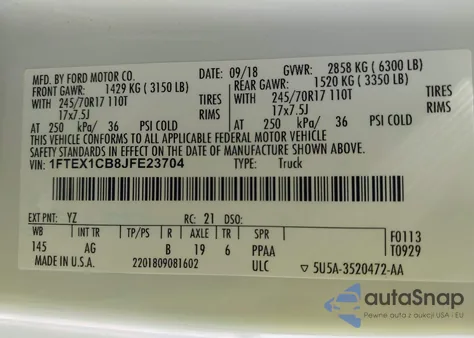 MFD. BY FORD MOTOR CO. DATE: 09/18 GVWR: 2858 KG ( 6300 LB)
FRONT GAWR: 1429 KG ( 3150 LB) REAR GAWR: 1520 KG ( 3350 LB)
WITH 245/70R17 110T TIRES WITH 245/70R17 110T TIRES
17x7.5J RIMS 17x7.5J RIMS
AT 250 kPa/ 36 PSI COLD AT 250 kPa/ 36 PSI COLD
THIS VEHICLE CONFORMS TO ALL APPLICABLE FEDERAL MOTOR VEHICLE
SAFETY STANDARDS IN EFFECT ON THE DATE OF MANUFACTURE SHOWN ABOVE.
VIN: 1FTEX1CB8JFE23704 TYPE: Truck
EXT PNT: YZ RC: 21 DSO:
WB INT TR TP/PS R AXLE TR SPR F0113
145 AG B 19 6 PPAA T0929
MADE IN U.S.A. 2201809081602 ULC ▽ 5U5A-3520472-AA
autoSnap
Pewne auta z aukcji USA i EU